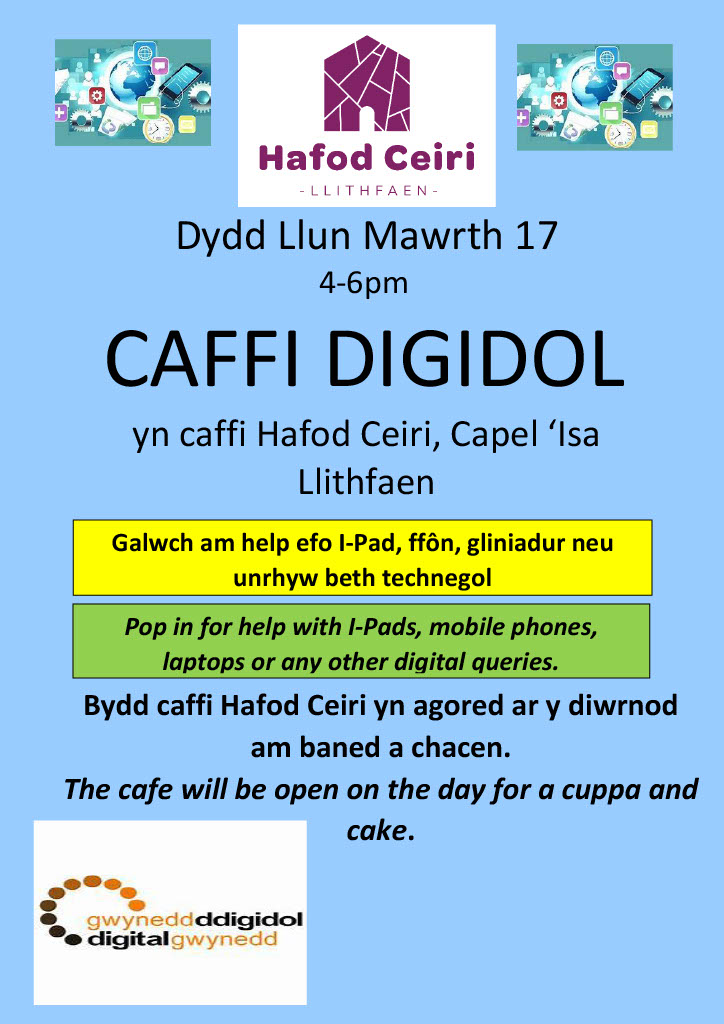 Hafod Ceiri
-LLITHFAEN-
Dydd Llun Mawrth 17
4-6pm
CAFFI DIGIDOL
yn caffi Hafod Ceiri, Capel ‘Isa
Llithfaen
Galwch am help efo I-Pad, ffôn, gliniadur neu
unrhyw beth technegol
Pop in for help with I-Pads, mobile phones,
laptops or any other digital queries.
Bydd caffi Hafod Ceiri yn agored ar y diwrnod
am baned a chacen.
The cafe will be open on the day for a cuppa and
cake.
gwyneddddigidol
digitalgwynedd